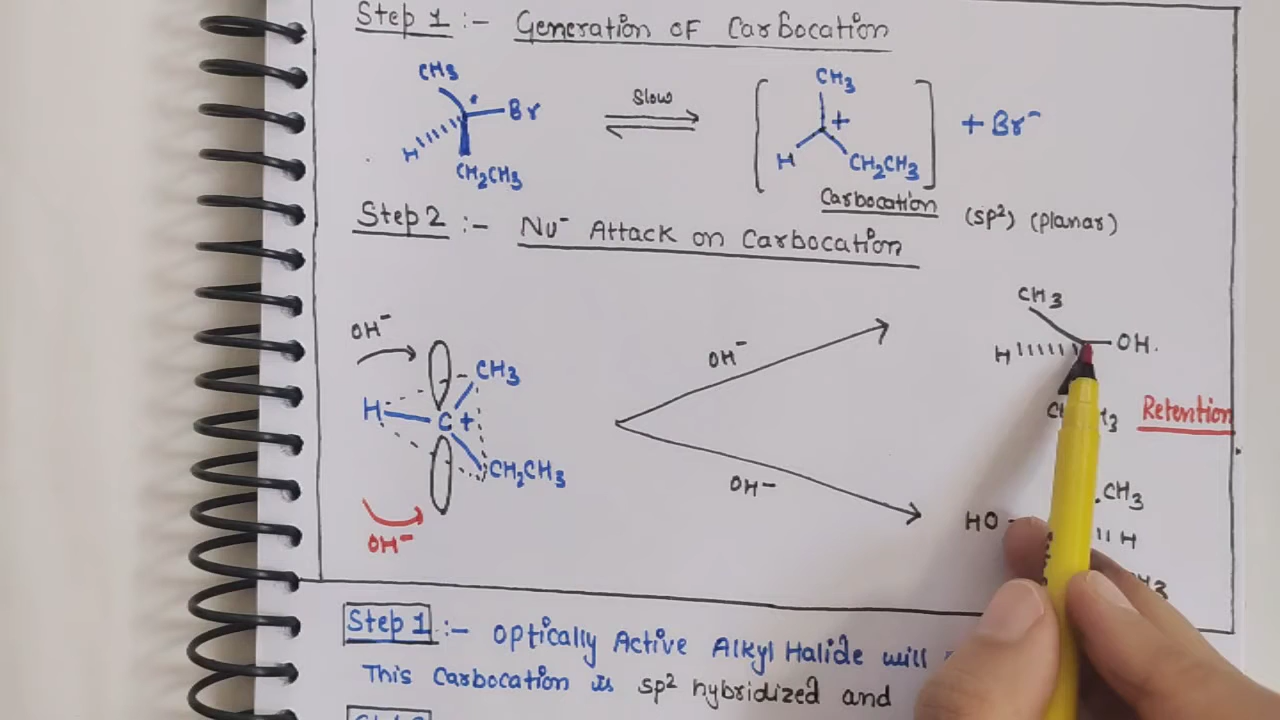 Step 1 :- Generation of Carbocation
CH3
Br
H
CH2CH3
Slow
CH3
+
H
CH2CH3
+ Br⁻
Carbocation (sp²) (planar)
Step 2 :- Nu⁻ Attack on Carbocation
OH⁻
CH3
H C +
CH2CH3
OH⁻
OH⁻
OH⁻
CH3
H OH.
Retention
CH3
HO H
Step 1 :- Optically Active Alkyl Halide will
This Carbocation is sp² hybridized and